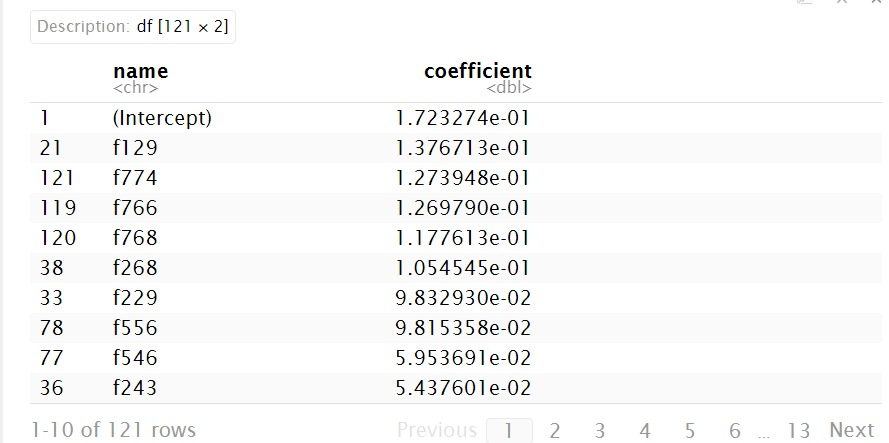 Description: df [121 × 2]
name coefficient
<chr> <dbl>
1 (Intercept) 1.723274e-01
21 f129 1.376713e-01
121 f774 1.273948e-01
119 f766 1.269790e-01
120 f768 1.177613e-01
38 f268 1.054545e-01
33 f229 9.832930e-02
78 f556 9.815358e-02
77 f546 5.953691e-02
36 f243 5.437601e-02
1-10 of 121 rows Previous 1 2 3 4 5 6 ... 13 Next